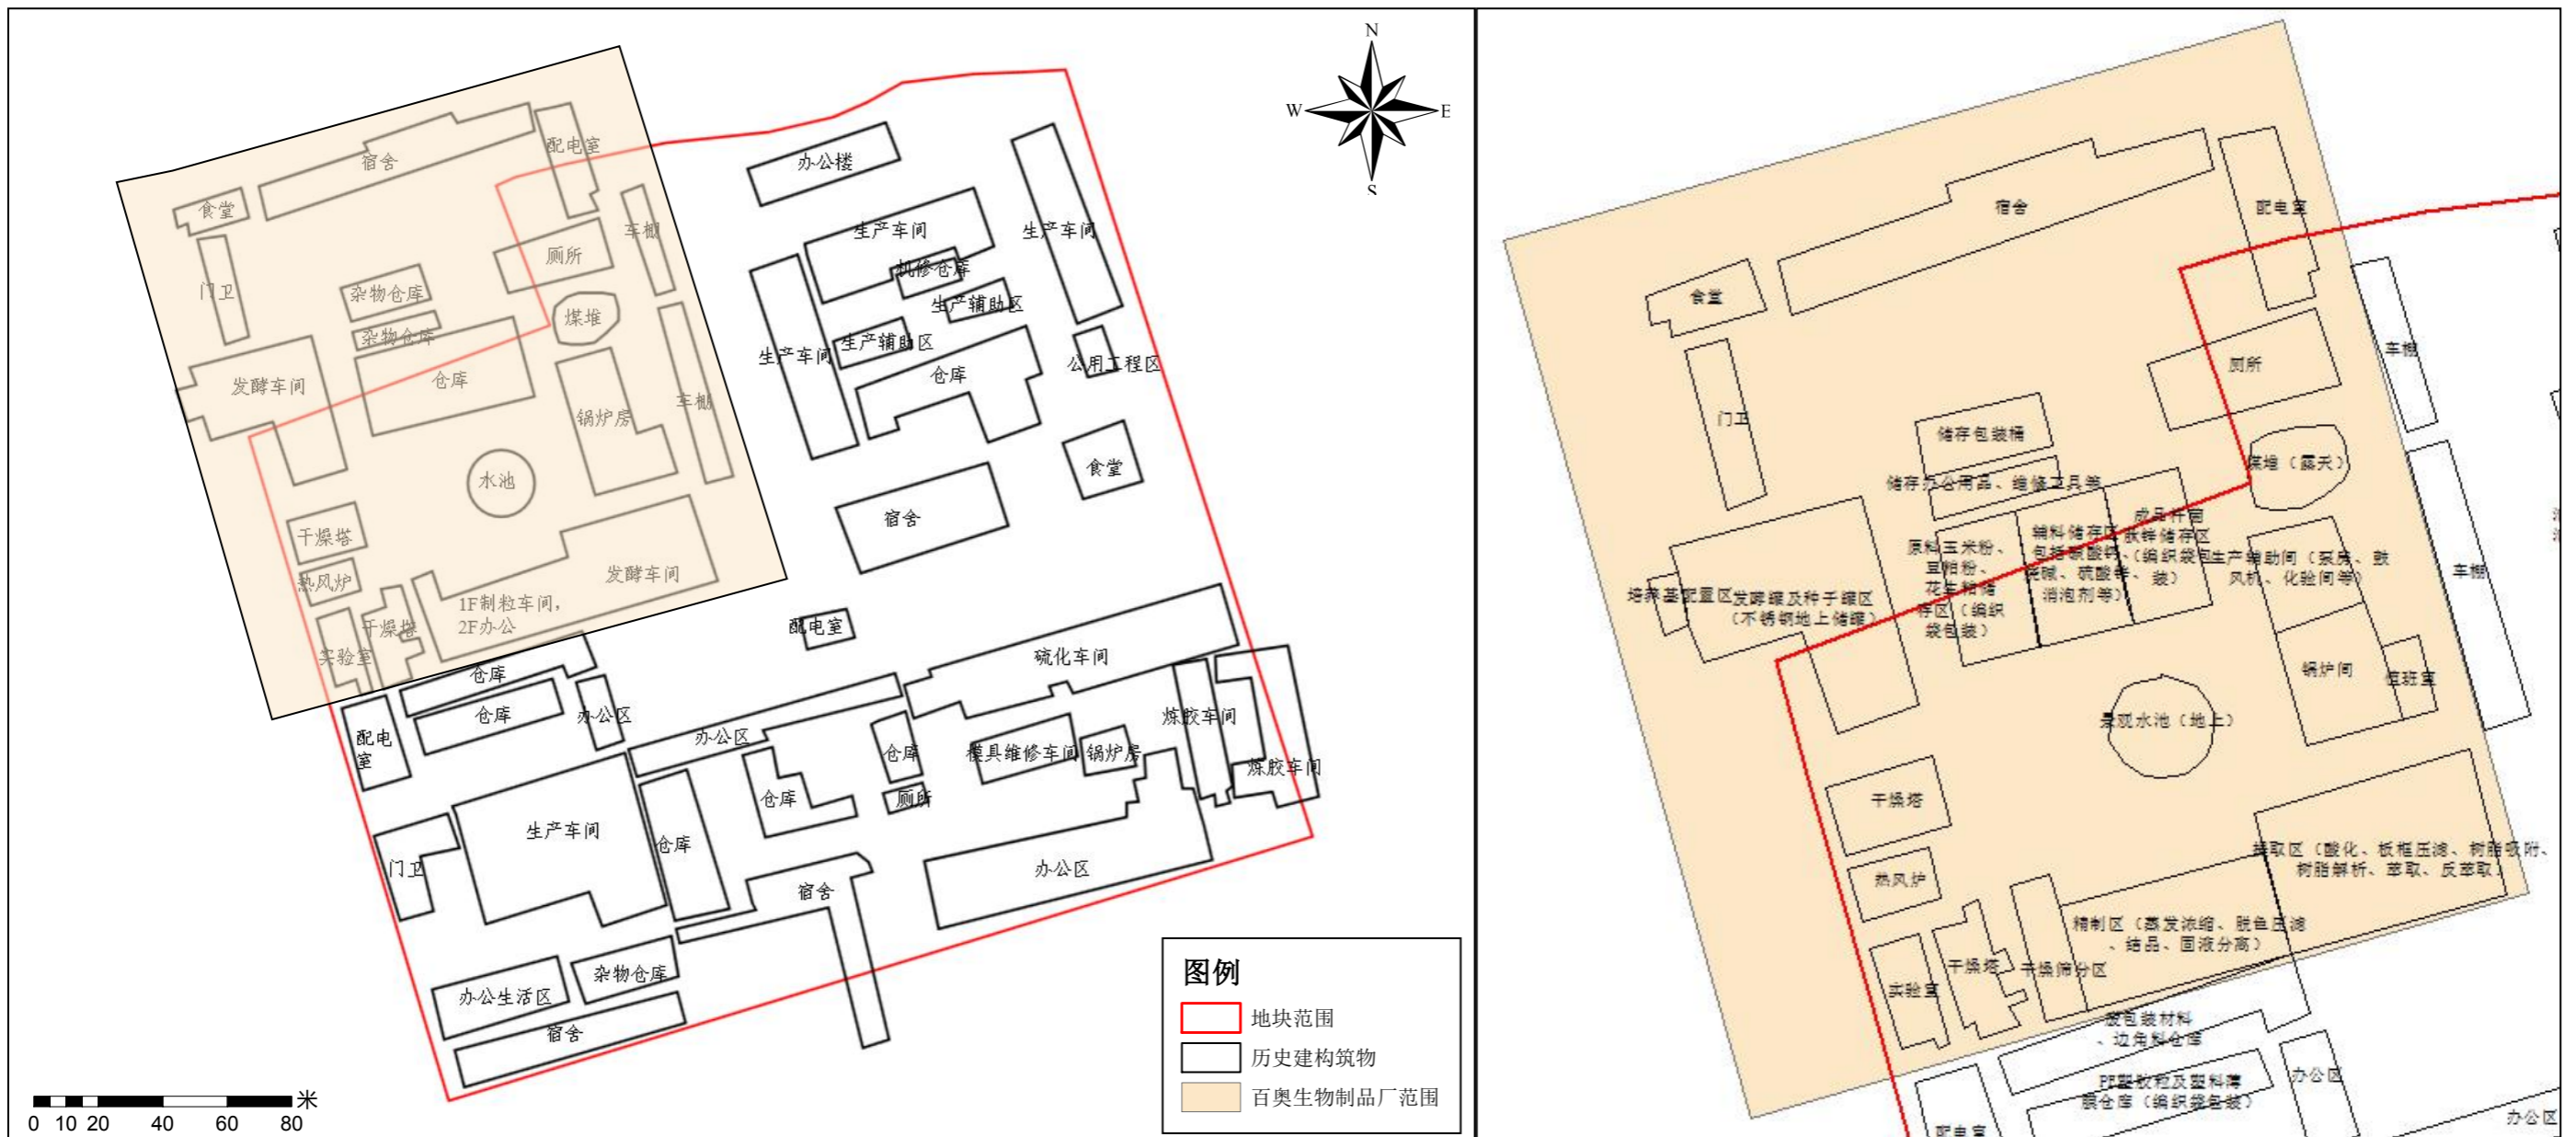 N
W
E
S
宿舍
配电室
办公楼
食堂
车棚
生产车间
生产车间
厕所
机修仓库
门卫
杂物仓库
生产辅助区
煤堆
杂物仓库
生产辅助区
生产车间
公用工程区
仓库
发酵车间
仓库
车棚
锅炉房
食堂
水池
宿舍
干燥塔
发酵车间
热风炉
1F制粒车间,
2F办公
干燥塔
配电室
实验室
硫化车间
仓库
仓库
办公区
炼胶车间
配电
室
办公区
仓库
模具维修车间
锅炉房
炼胶车间
仓库
厕所
生产车间
仓库
门卫
办公区
宿舍
杂物仓库
办公生活区
宿舍
图例
地块范围
历史建构筑物
百奥生物制品厂范围
米
0 10 20 40 60 80
宿舍
配电室
食堂
车棚
厕所
门卫
储存包装桶
煤堆（露天）
储存办公用品、维修工具等
成品杆菌
肽锌储存区
（编织袋包
装）
辅料储存区
包括碳酸钙、
烧碱、硫酸锌、
消泡剂等）
原料玉米粉、
豆粕粉、
花生粕储
存区（编织
袋包装）
生产辅助间（泵房、鼓
风机、化验间等）
车棚
培养基配置区
发酵罐及种子罐区
（不锈钢地上储罐）
锅炉间
值班室
景观水池（地上）
干燥塔
提取区（酸化、板框压滤、树脂吸附、
树脂解析、萃取、反萃取）
热风炉
精制区（蒸发浓缩、脱色压滤
、结晶、固液分离）
干燥塔
干燥筛分区
实验室
废包装材料
、边角料仓库
PE塑胶粒及塑料薄
膜仓库（编织袋包装）
办公区
办公区
配电室